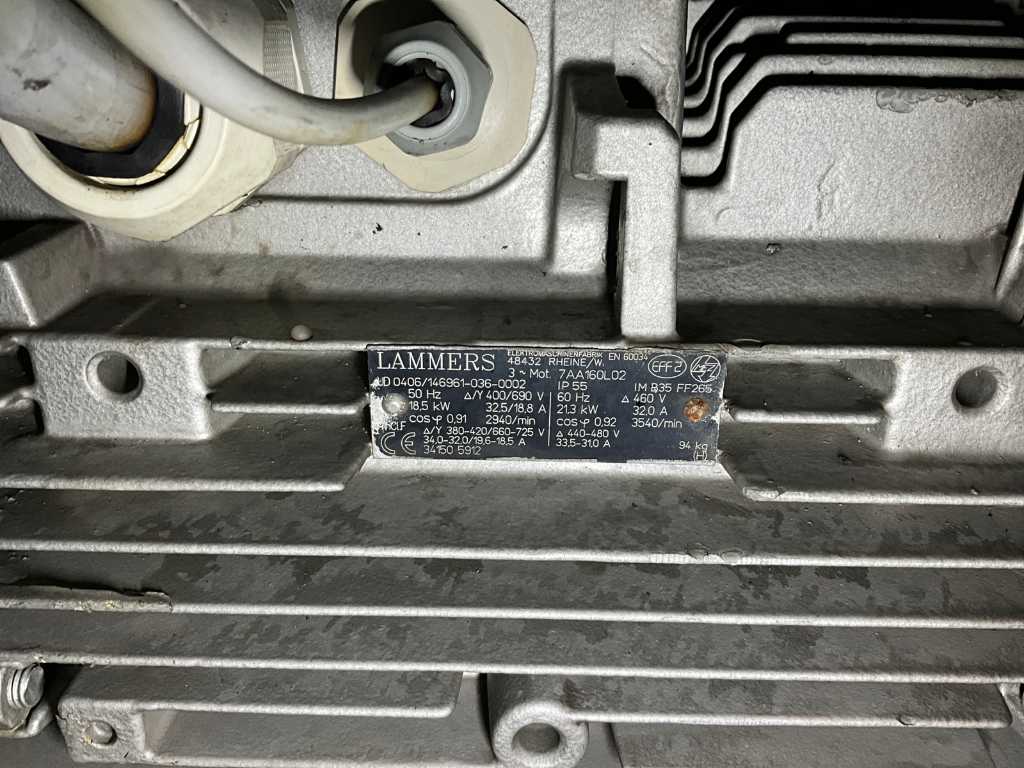 LAMMERS
ELEKTROMASCHINENFABRIK EN 60034
48432 RHEINE/W.
EFF2
3 ~ Mot. 7AA160L02
UD 0406/146961-036-0002 IP 55 IM B35 FF265
50 Hz Δ/Y 400/690 V 60 Hz Δ 460 V
18,5 kW 32.5/18.8 A 21.3 kW 32.0 A
cos φ 0,91 2940/min cos φ 0,92 3540/min
Th.Cl.F Δ/Y 380-420/660-725 V Δ 440-480 V
CE 34,0-32,0/19,6-18,5 A 33,5-31,0 A 94 kg
34150 5912 (H)